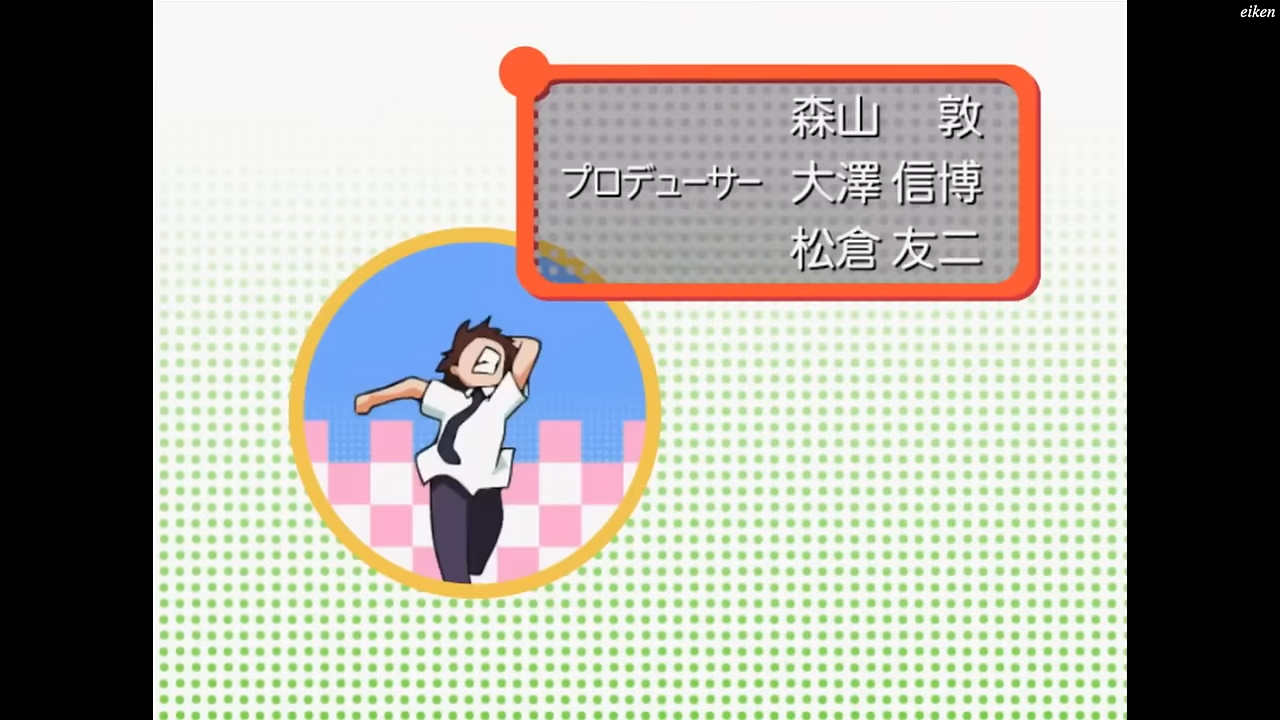 eiken
森山 敦
プロデューサー 大澤 信博
松倉 友二